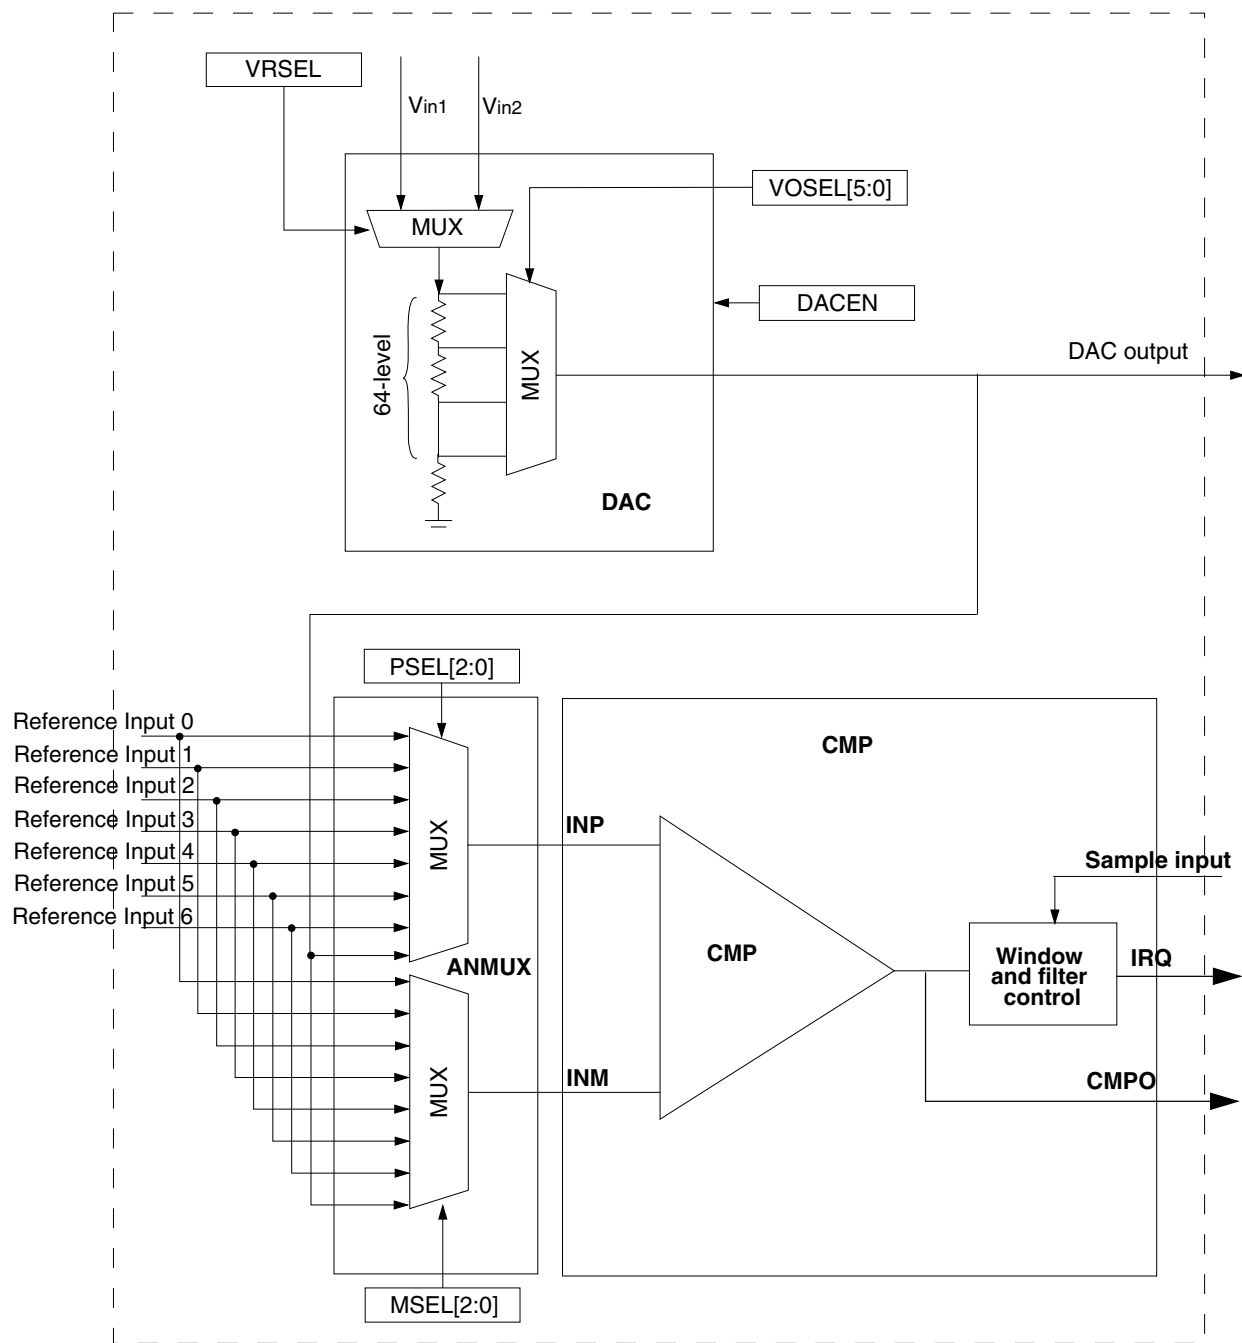 VRSEL
Vin1
Vin2
VOSEL[5:0]
MUX
DACEN
64-level
MUX
DAC output
DAC
PSEL[2:0]
Reference Input 0
Reference Input 1
Reference Input 2
Reference Input 3
Reference Input 4
Reference Input 5
Reference Input 6
MUX
INP
CMP
CMP
Sample input
Window
and filter
control
IRQ
ANMUX
MUX
INM
CMPO
MSEL[2:0]